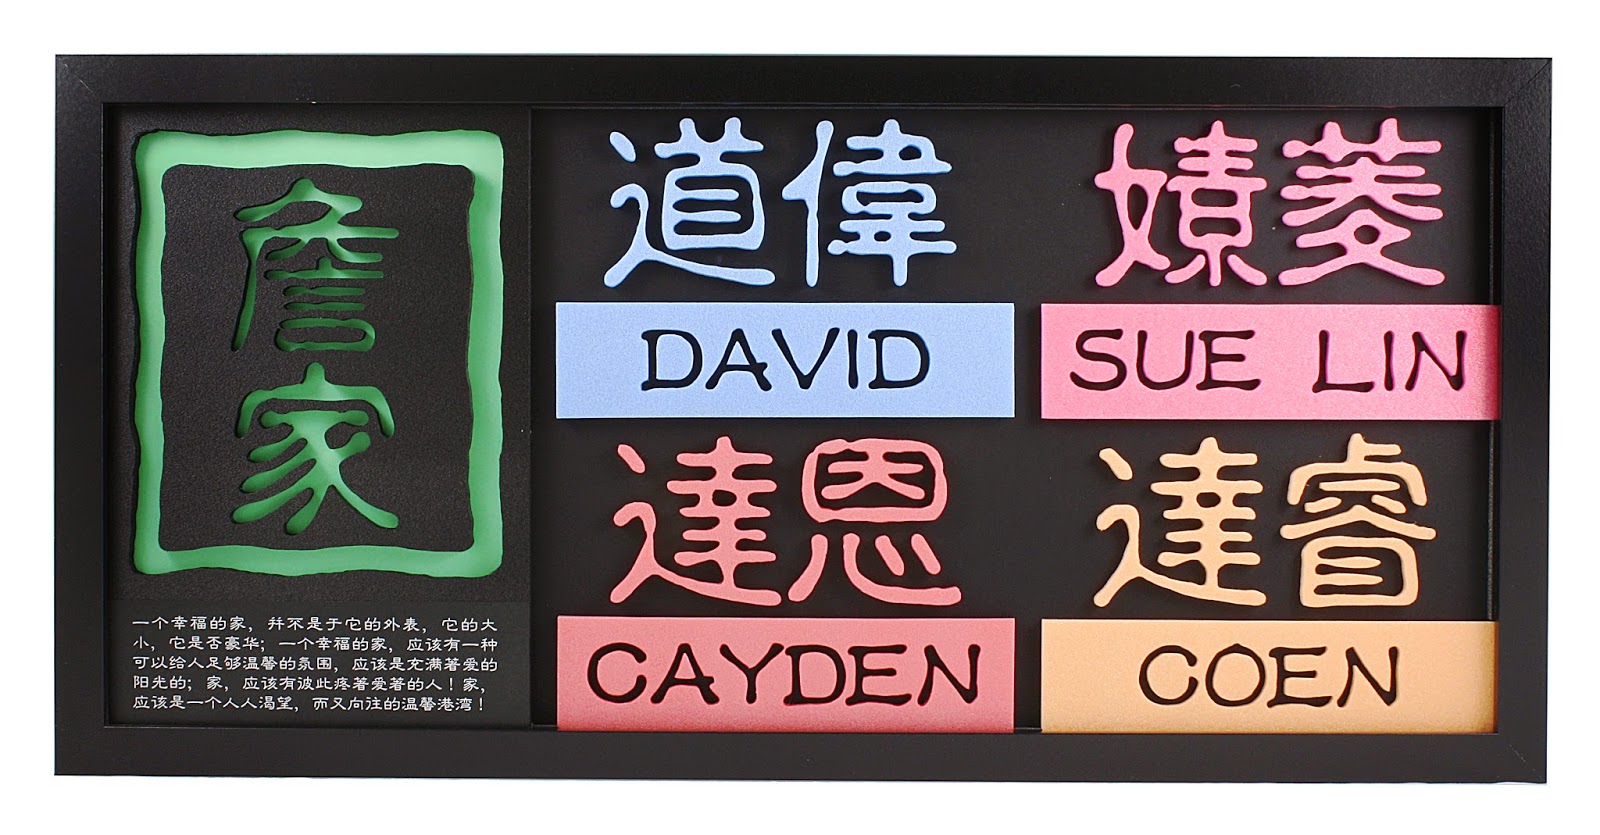 詹家
一个幸福的家，幷不是于它的外表，它的大
小，它是否豪华；一个幸福的家，应该有一种
可以给人足够温馨的氛围，应该是充满著爱的
阳光的；家，应该有彼此疼著爱著的人！家，
应该是一个人人渴望，而又向往的温馨港湾！
道偉
DAVID
嫧菱
SUE LIN
達恩
CAYDEN
達睿
COEN